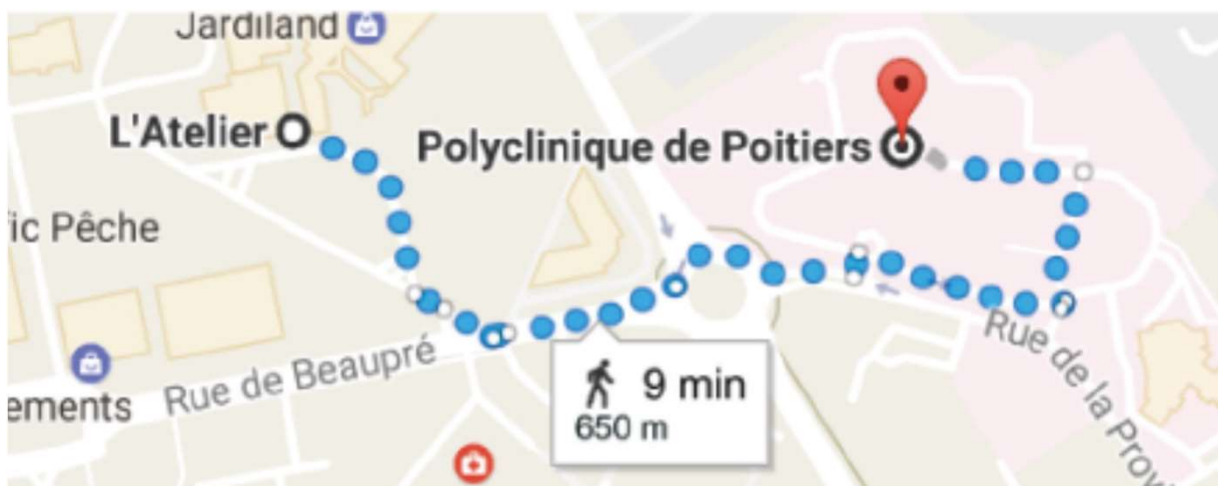 Jardiland
L'Atelier
Polyclinique de Poitiers
ic Pêche
9 min
650 m
Rue de Beaupré
ements
Rue de la Prov